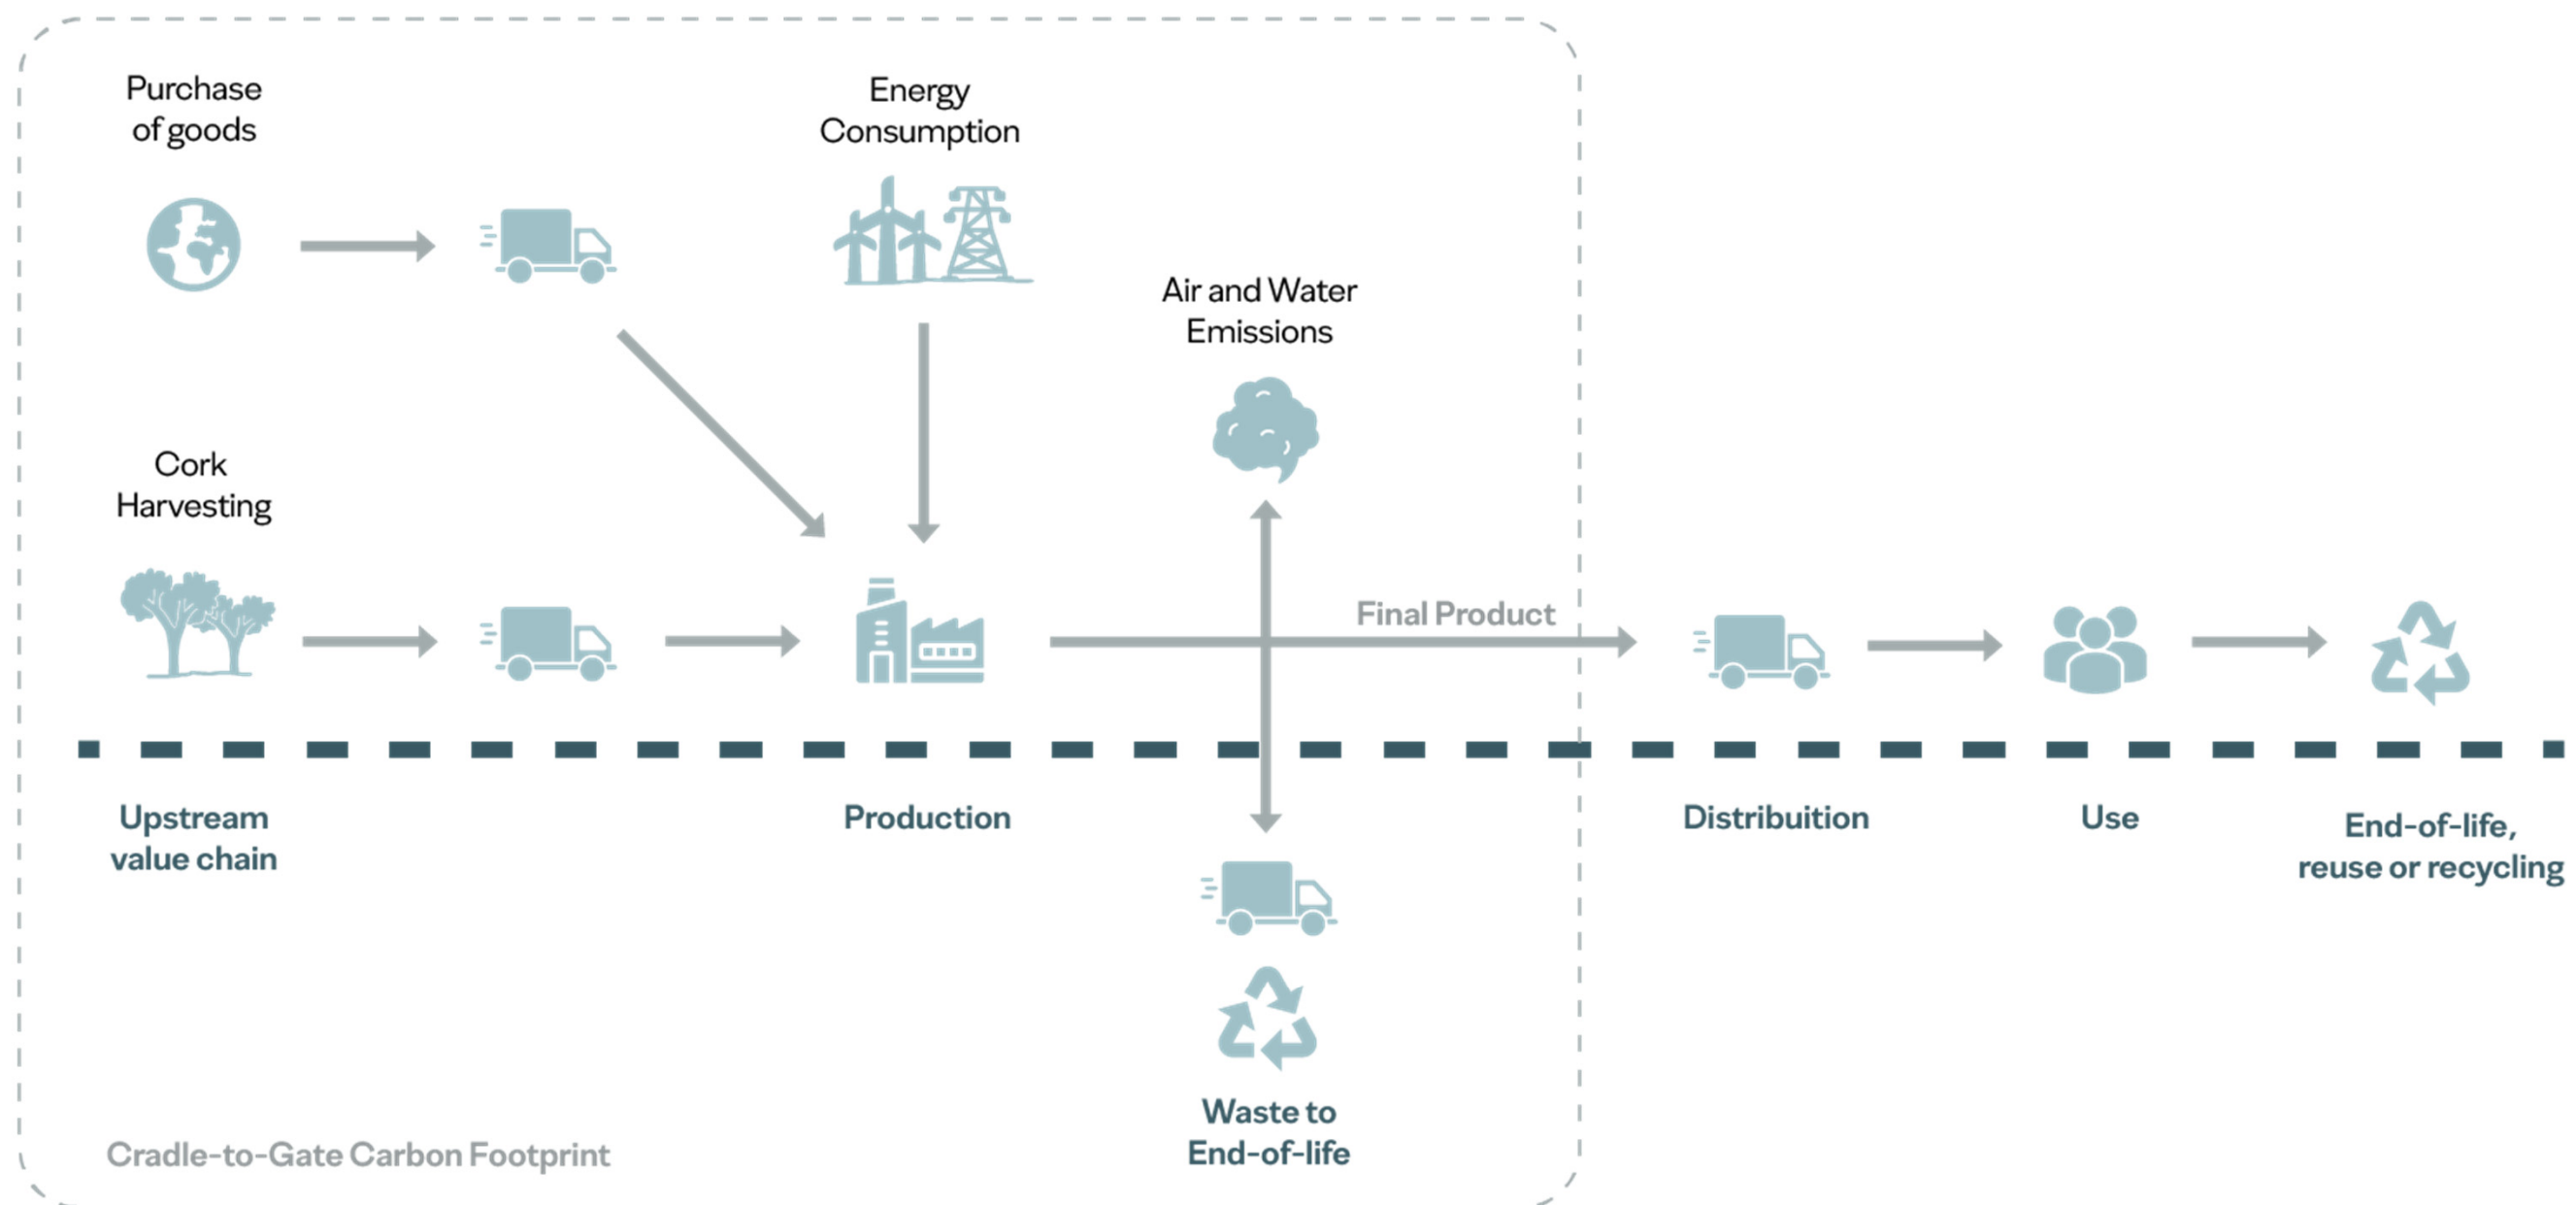 Purchase
of goods
Energy
Consumption
Air and Water
Emissions
Cork
Harvesting
Final Product
Upstream
value chain
Production
Distribuition
Use
End-of-life,
reuse or recycling
Waste to
End-of-life
Cradle-to-Gate Carbon Footprint